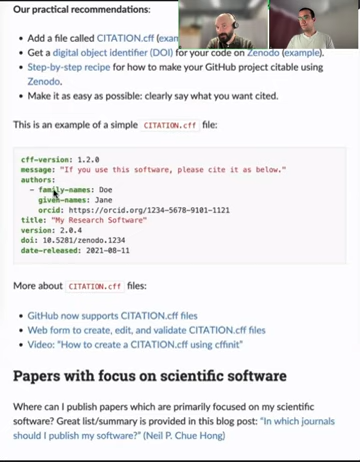 Our practical recommendations:
• Add a file called CITATION.cff (exam
• Get a digital object identifier (DOI) for your code on Zenodo (example).
• Step-by-step recipe for how to make your GitHub project citable using
Zenodo.
• Make it as easy as possible: clearly say what you want cited.
This is an example of a simple CITATION.cff file:
cff-version: 1.2.0
message: "If you use this software, please cite it as below."
authors:
- family-names: Doe
given-names: Jane
orcid: https://orcid.org/1234-5678-9101-1121
title: "My Research Software"
version: 2.0.4
doi: 10.5281/zenodo.1234
date-released: 2021-08-11
More about CITATION.cff files:
• GitHub now supports CITATION.cff files
• Web form to create, edit, and validate CITATION.cff files
• Video: "How to create a CITATION.cff using cffinit"
Papers with focus on scientific software
Where can I publish papers which are primarily focused on my scientific
software? Great list/summary is provided in this blog post: "In which journals
should I publish my software?" (Neil P. Chue Hong)